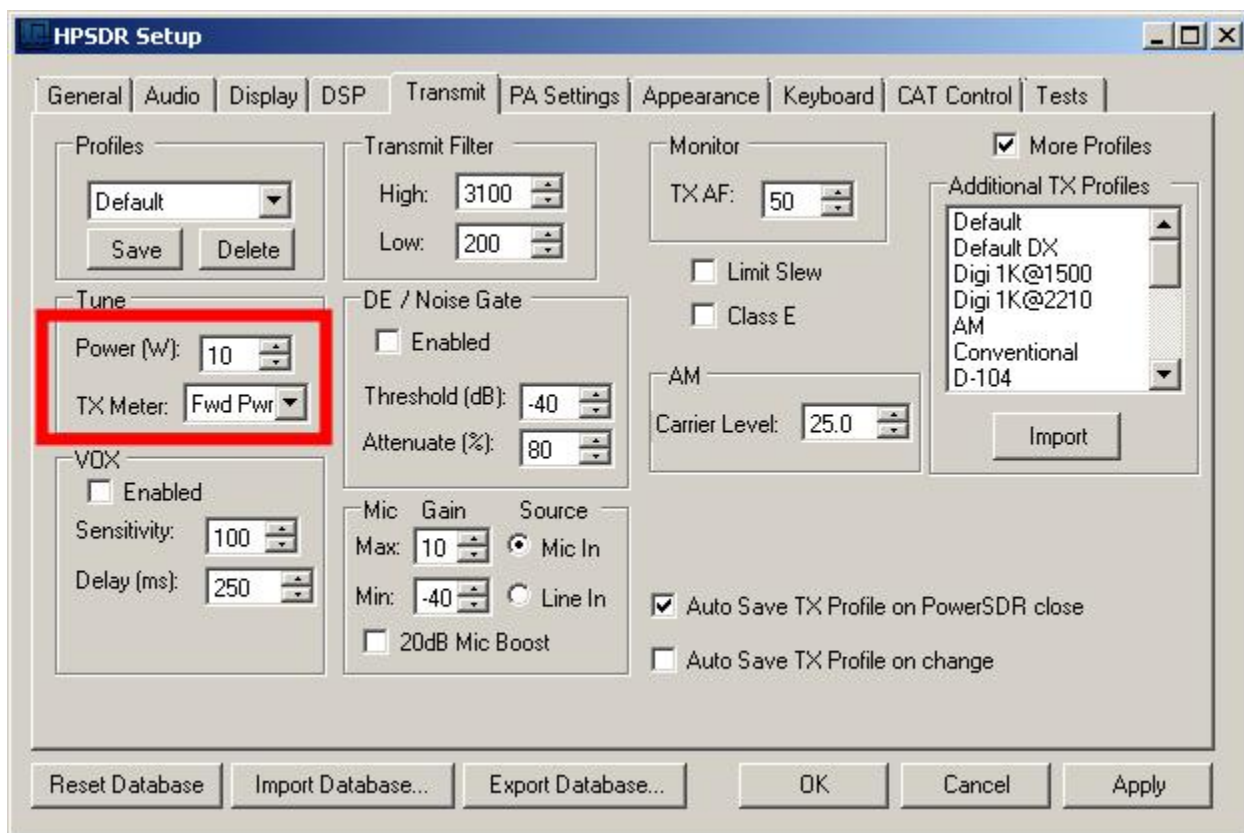 HPSDR Setup
General Audio Display DSP Transmit PA Settings Appearance Keyboard CAT Control Tests
Profiles
Default
Save Delete
Tune
Power (W): 10
TX Meter: Fwd Pwr
VOX
Enabled
Sensitivity: 100
Delay (ms): 250
Transmit Filter
High: 3100
Low: 200
DE / Noise Gate
Enabled
Threshold (dB): -40
Attenuate (%): 80
Mic Gain Source
Max: 10 Mic In
Min: -40 Line In
20dB Mic Boost
Monitor
TX AF: 50
Limit Slew
Class E
AM
Carrier Level: 25.0
More Profiles
Additional TX Profiles
Default
Default DX
Digi 1K@1500
Digi 1K@2210
AM
Conventional
D-104
Import
Auto Save TX Profile on PowerSDR close
Auto Save TX Profile on change
Reset Database Import Database... Export Database... OK Cancel Apply